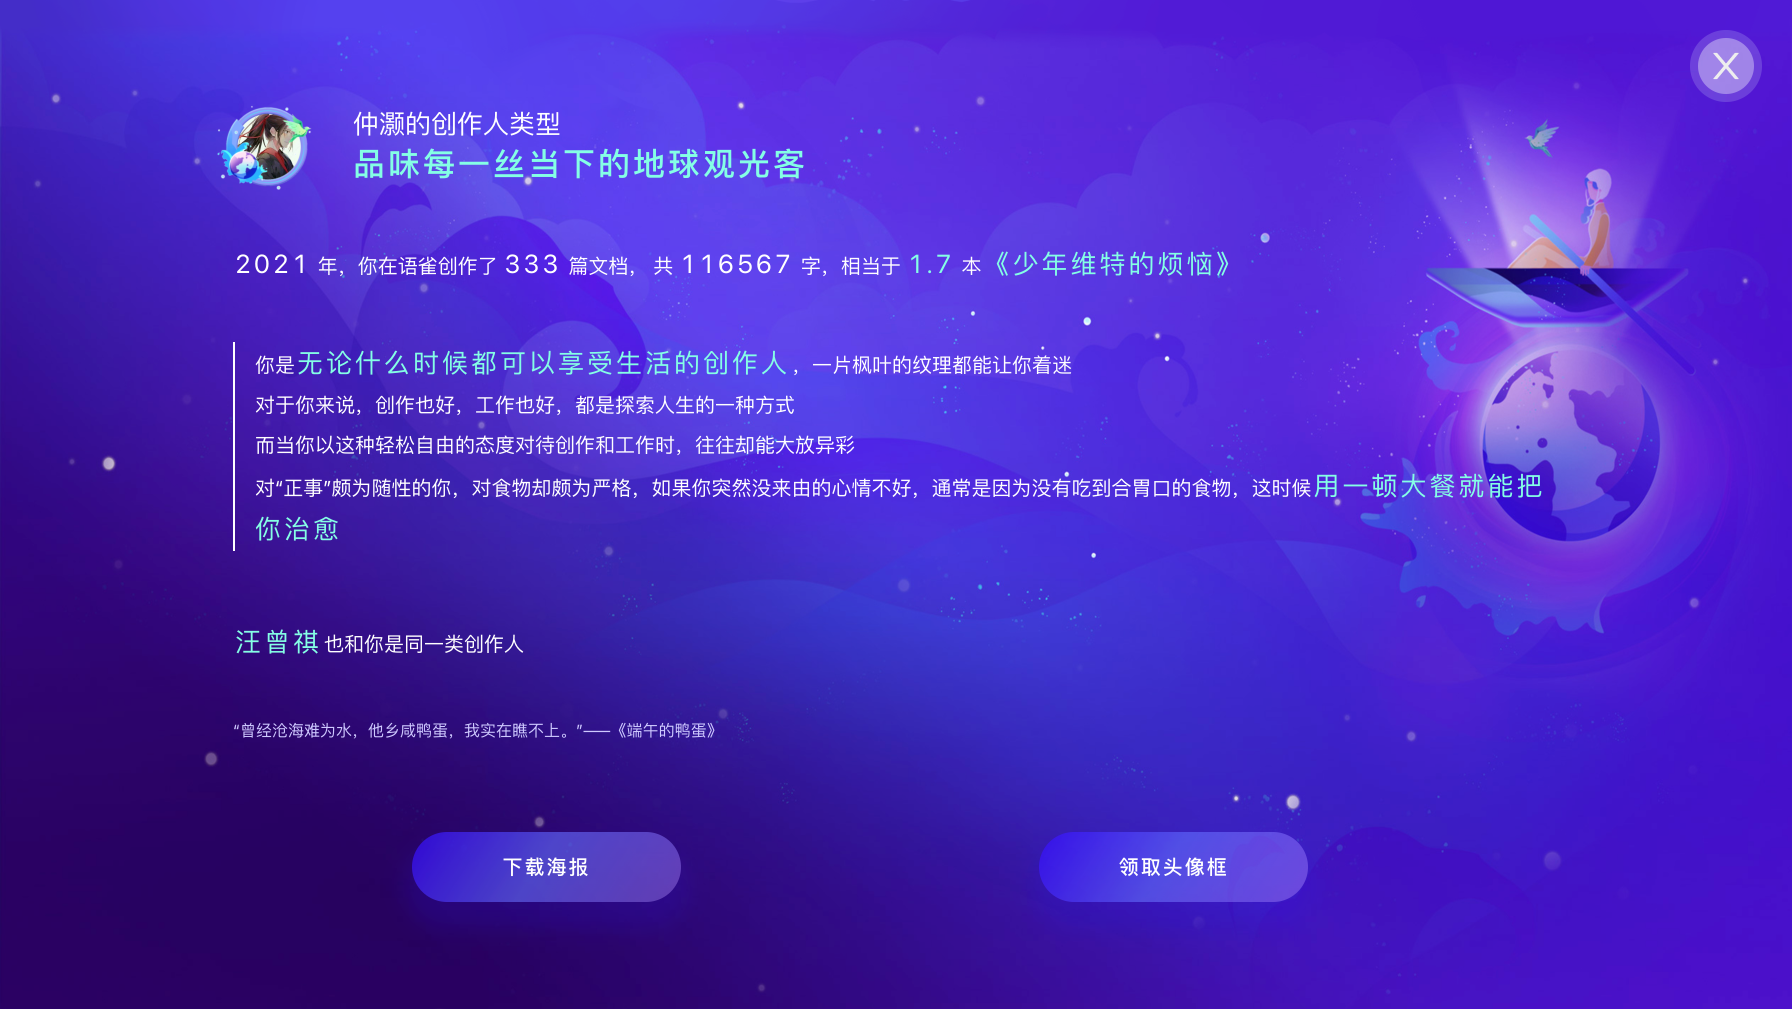 X
仲灏的创作人类型
品味每一丝当下的地球观光客
2021 年，你在语雀创作了 333 篇文档， 共 116567 字，相当于 1.7 本《少年维特的烦恼》
你是无论什么时候都可以享受生活的创作人，一片枫叶的纹理都能让你着迷
对于你来说，创作也好，工作也好，都是探索人生的一种方式
而当你以这种轻松自由的态度对待创作和工作时，往往却能大放异彩
对“正事”颇为随性的你，对食物却颇为严格，如果你突然没来由的心情不好，通常是因为没有吃到合胃口的食物，这时候用一顿大餐就能把
你治愈
汪曾祺也和你是同一类创作人
“曾经沧海难为水，他乡咸鸭蛋，我实在瞧不上。”——《端午的鸭蛋》
下载海报
领取头像框